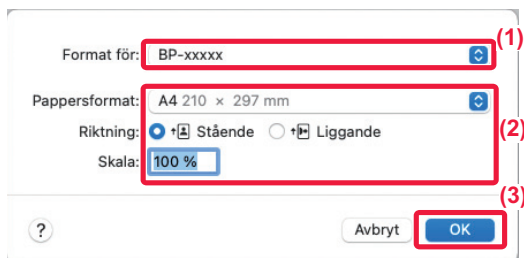 (1)
Format för: BP-xxxxx
Pappersformat: A4 210 × 297 mm
(2)
Riktning: Stående Liggande
Skala: 100 %
(3)
? Avbryt OK